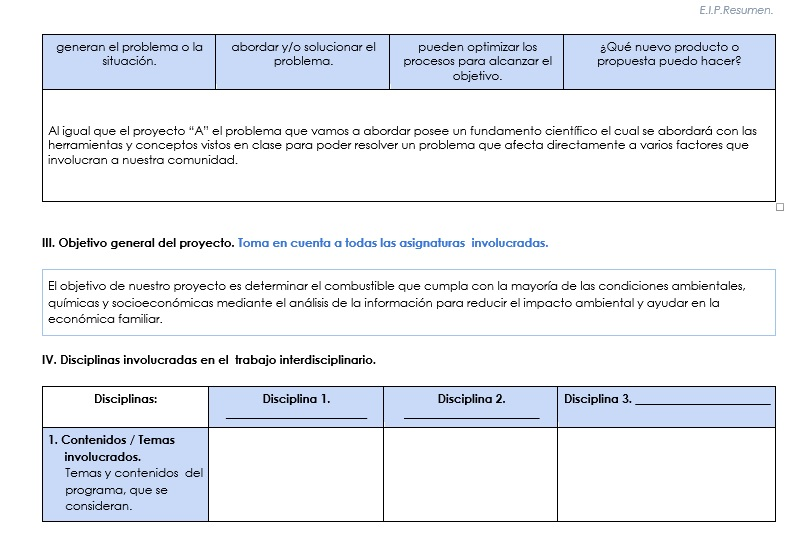 E.I.P.Resumen.
generan el problema o la
situación.
abordar y/o solucionar el
problema.
pueden optimizar los
procesos para alcanzar el
objetivo.
¿Qué nuevo producto o
propuesta puedo hacer?
Al igual que el proyecto “A” el problema que vamos a abordar posee un fundamento científico el cual se abordará con las
herramientas y conceptos vistos en clase para poder resolver un problema que afecta directamente a varios factores que
involucran a nuestra comunidad.
III. Objetivo general del proyecto. Toma en cuenta a todas las asignaturas involucradas.
El objetivo de nuestro proyecto es determinar el combustible que cumpla con la mayoría de las condiciones ambientales,
químicas y socioeconómicas mediante el análisis de la información para reducir el impacto ambiental y ayudar en la
económica familiar.
IV. Disciplinas involucradas en el trabajo interdisciplinario.
Disciplinas:
Disciplina 1.
Disciplina 2.
Disciplina 3.
1. Contenidos / Temas
involucrados.
Temas y contenidos del
programa, que se
consideran.